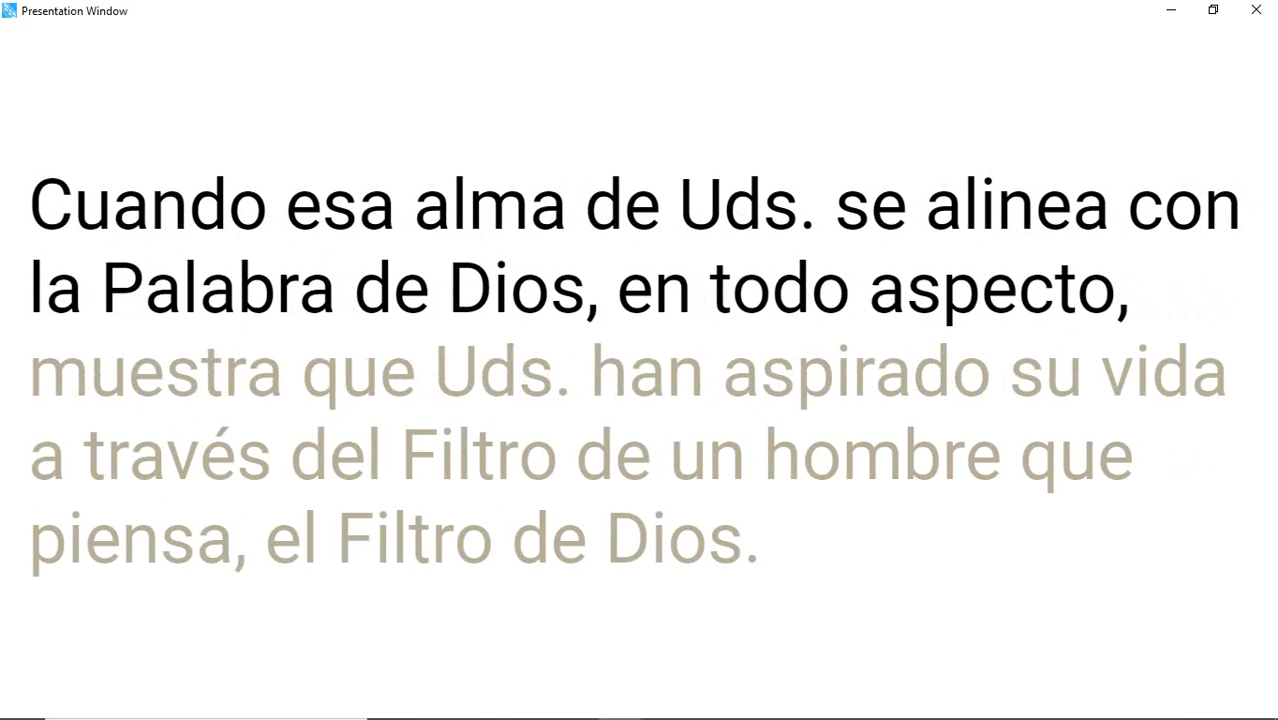 Presentation Window
Cuando esa alma de Uds. se alinea con
la Palabra de Dios, en todo aspecto,
muestra que Uds. han aspirado su vida
a través del Filtro de un hombre que
piensa, el Filtro de Dios.